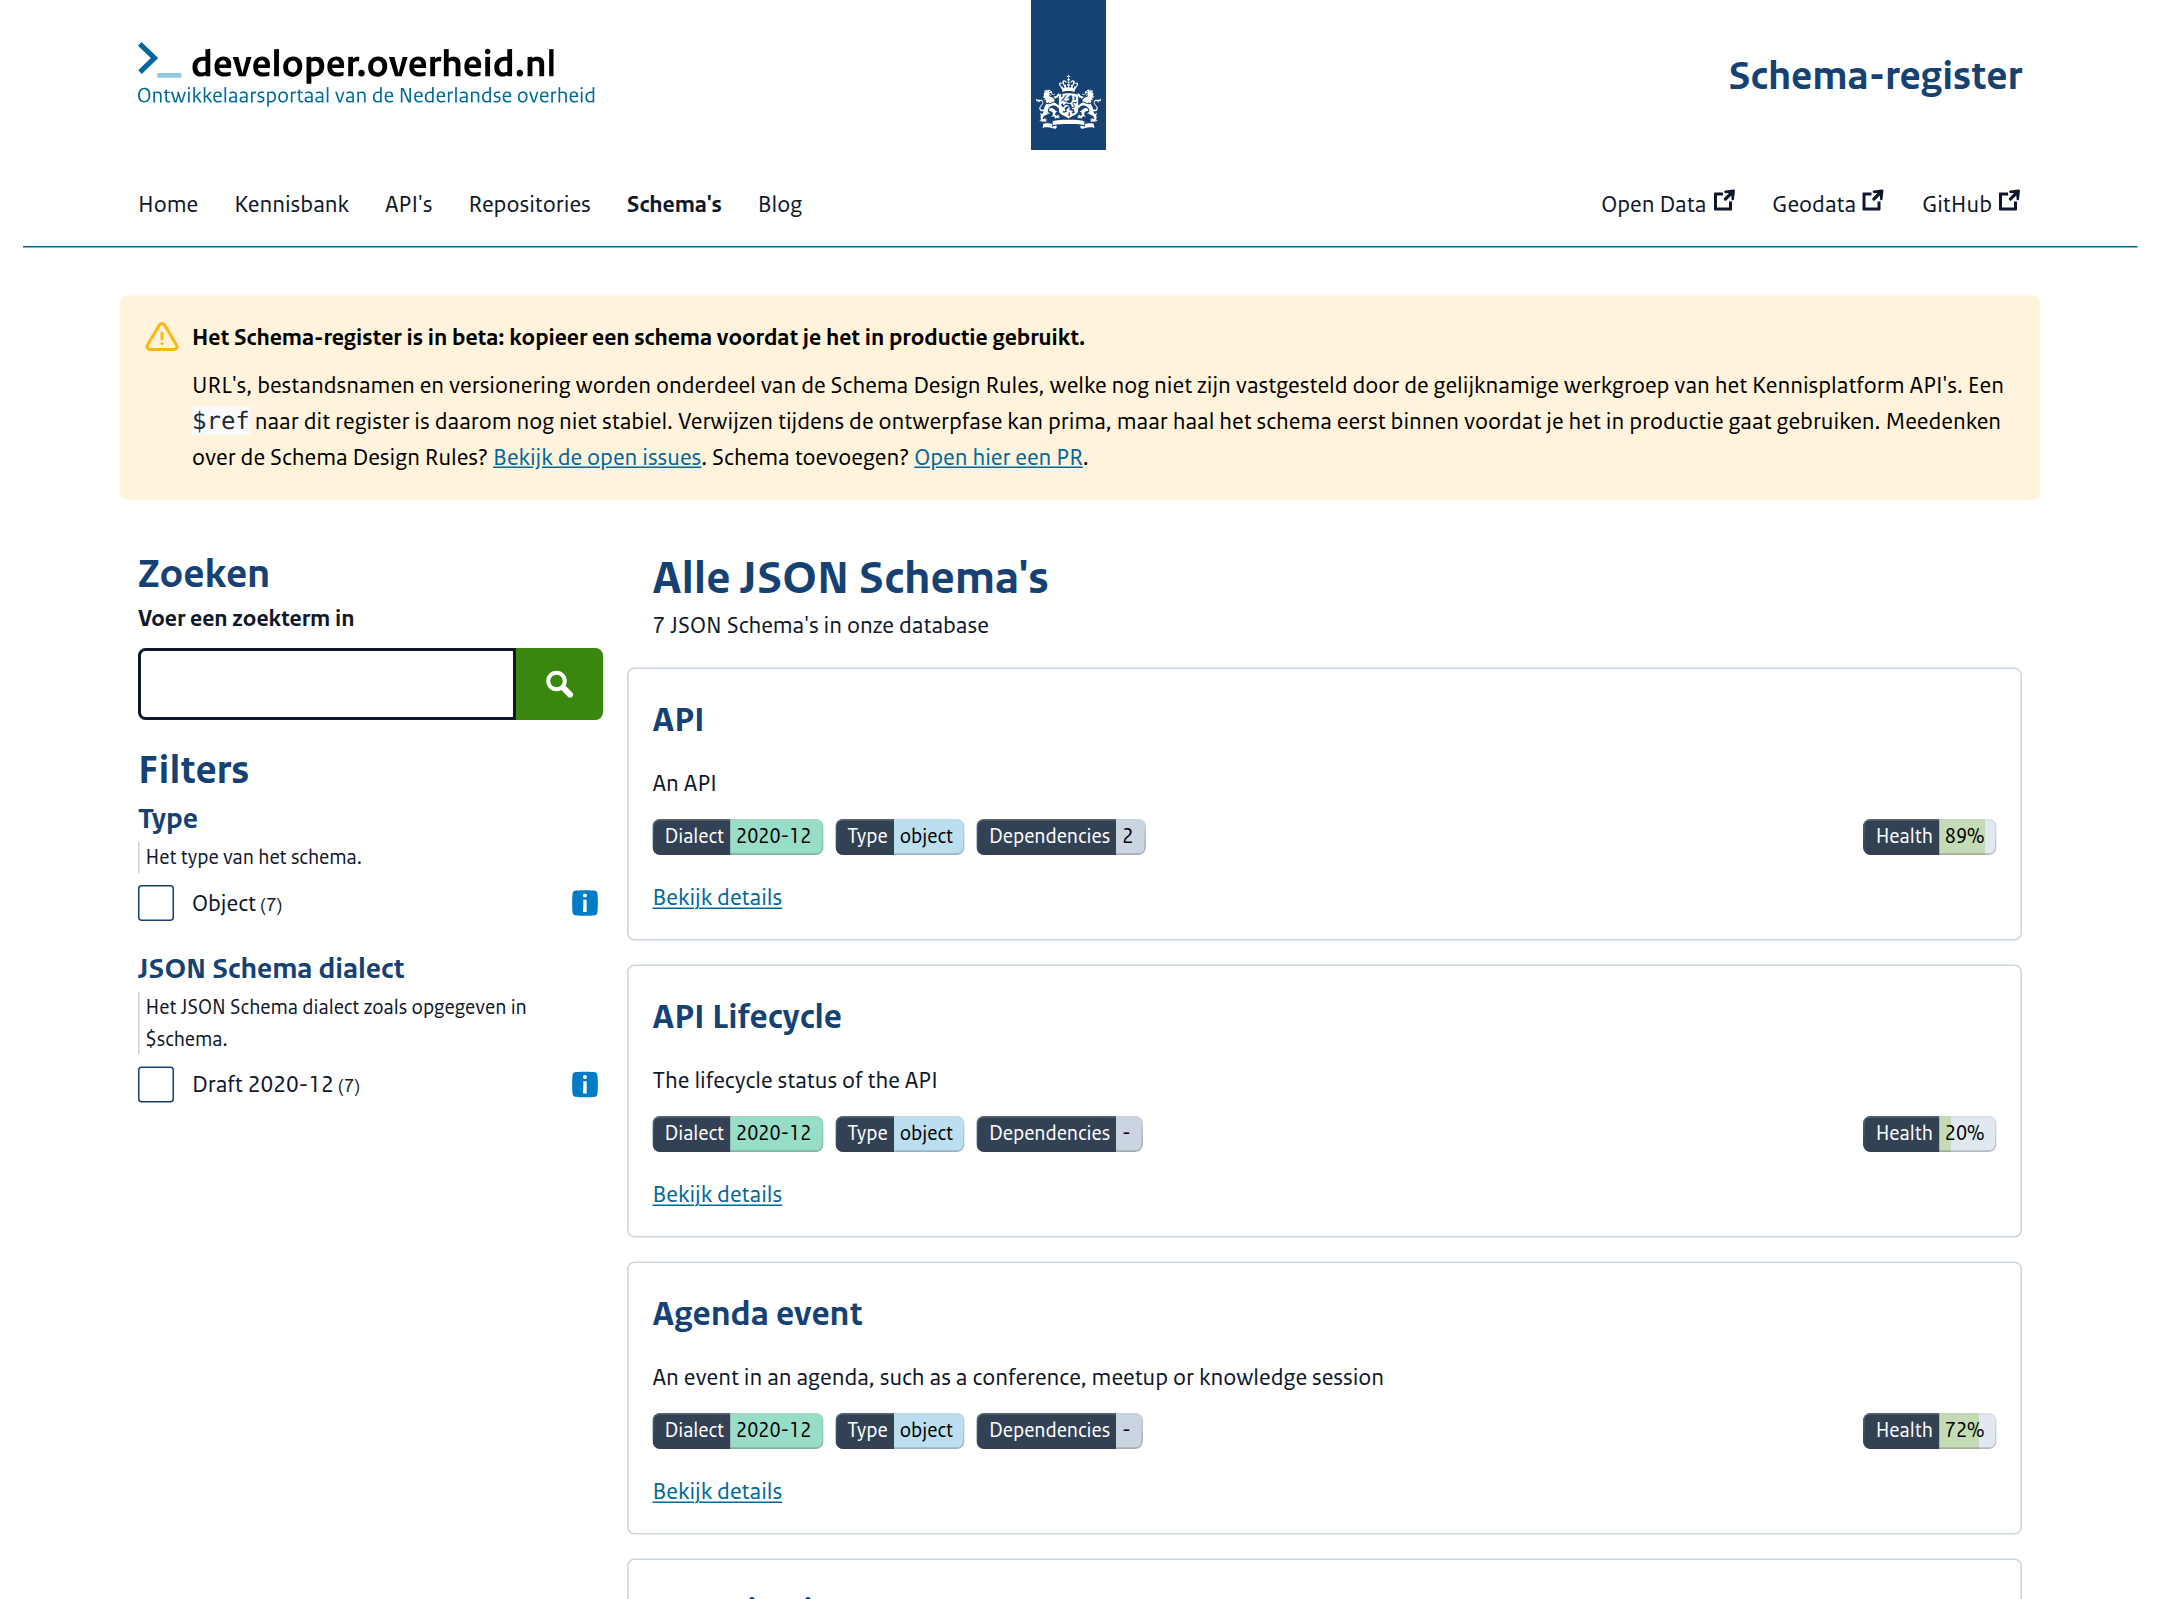 developer.overheid.nl
Ontwikkelaarsportaal van de Nederlandse overheid
Schema-register
Home Kennisbank API's Repositories Schema's Blog Open Data Geodata GitHub
Het Schema-register is in beta: kopieer een schema voordat je het in productie gebruikt.
URL's, bestandsnamen en versionering worden onderdeel van de Schema Design Rules, welke nog niet zijn vastgesteld door de gelijknamige werkgroep van het Kennisplatform API's. Een
$ref naar dit register is daarom nog niet stabiel. Verwijzen tijdens de ontwerpfase kan prima, maar haal het schema eerst binnen voordat je het in productie gaat gebruiken. Meedenken
over de Schema Design Rules? Bekijk de open issues. Schema toevoegen? Open hier een PR.
Zoeken
Voer een zoekterm in
Filters
Type
Het type van het schema.
Object (7)
JSON Schema dialect
Het JSON Schema dialect zoals opgegeven in
$schema.
Draft 2020-12 (7)
Alle JSON Schema's
7 JSON Schema's in onze database
API
An API
Dialect 2020-12 Type object Dependencies 2 Health 89%
Bekijk details
API Lifecycle
The lifecycle status of the API
Dialect 2020-12 Type object Dependencies - Health 20%
Bekijk details
Agenda event
An event in an agenda, such as a conference, meetup or knowledge session
Dialect 2020-12 Type object Dependencies - Health 72%
Bekijk details